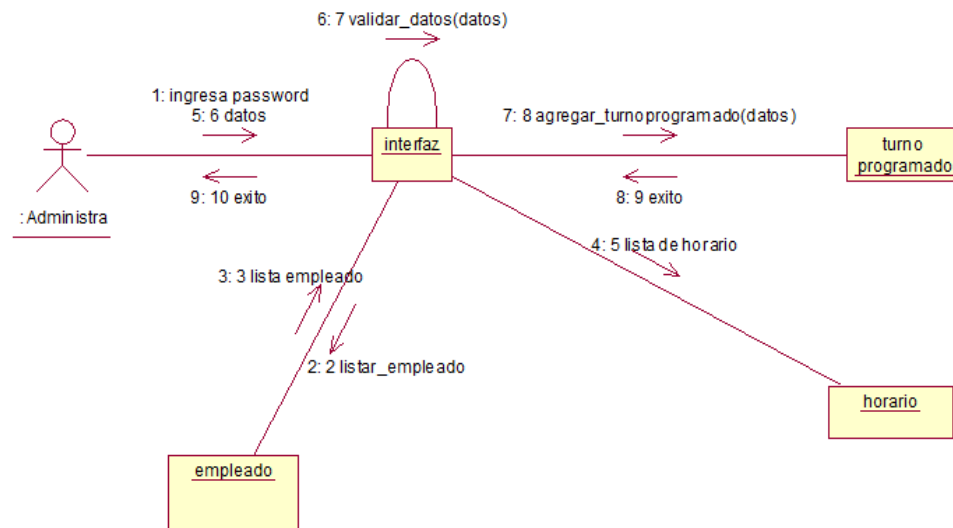 6: 7 validar_datos(datos)
1: ingresa password
5: 6 datos
7: 8 agregar_turnoprogramado(datos)
interfaz
turno
programado
9: 10 exito
8: 9 exito
: Administra
4: 5 lista de horario
3: 3 lista empleado
2: 2 listar_empleado
horario
empleado